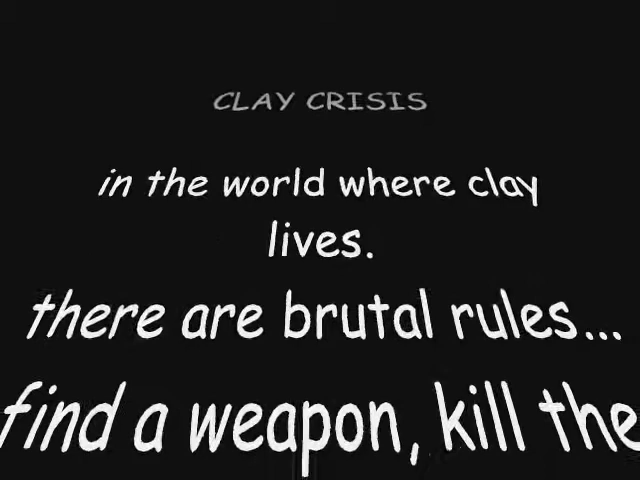 CLAY CRISIS
in the world where clay
lives.
there are brutal rules...
find a weapon, kill the